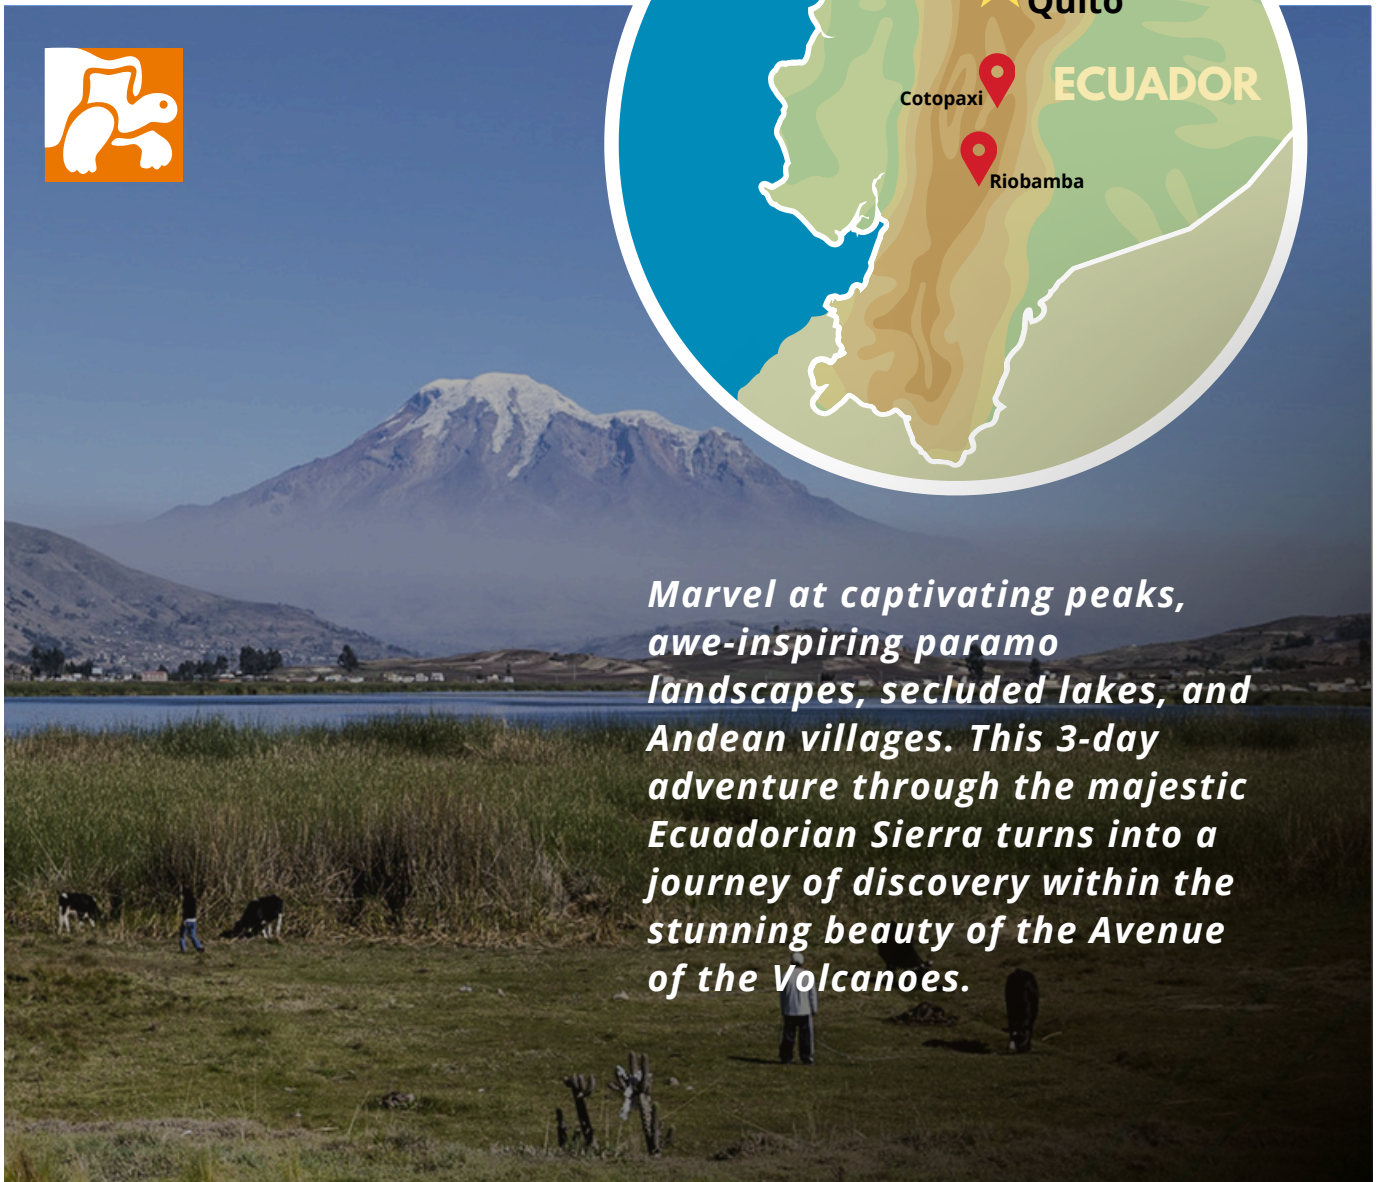 Quito
ECUADOR
Cotopaxi
Riobamba
Marvel at captivating peaks,
awe-inspiring paramo
landscapes, secluded lakes, and
Andean villages. This 3-day
adventure through the majestic
Ecuadorian Sierra turns into a
journey of discovery within the
stunning beauty of the Avenue
of the Volcanoes.